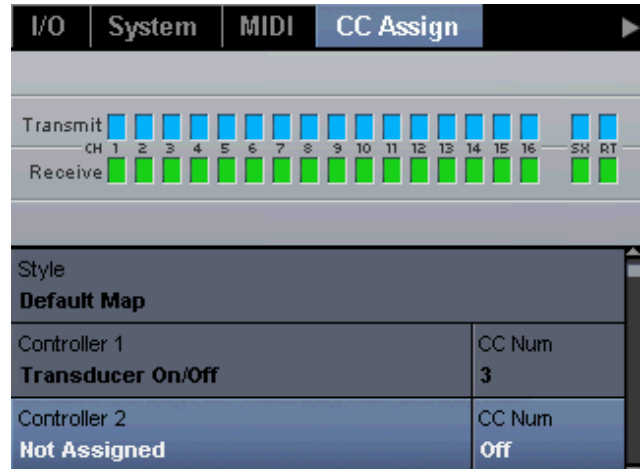 I/O System MIDI CC Assign
Transmit
CH 1 2 3 4 5 6 7 8 9 10 11 12 13 14 15 16 SX RT
Receive
Style
Default Map
Controller 1 CC Num
Transducer On/Off 3
Controller 2 CC Num
Not Assigned Off